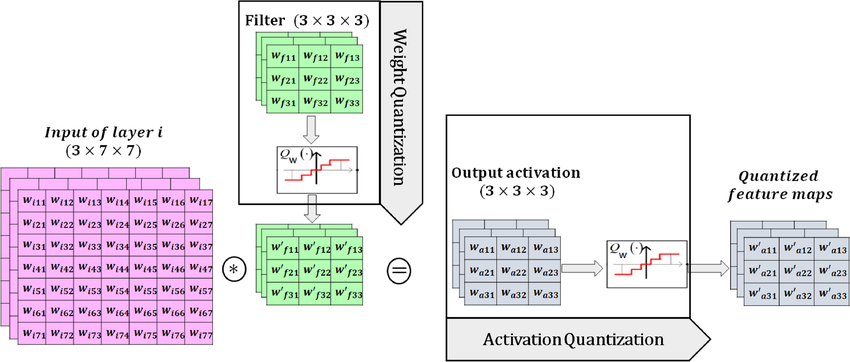 Filter (3 × 3 × 3)
w_f11 w_f12 w_f13
w_f21 w_f22 w_f23
w_f31 w_f32 w_f33
Weight Quantization
Q_w(·)
Input of layer i
(3 × 7 × 7)
w_i11 w_i12 w_i13 w_i14 w_i15 w_i16 w_i17
w_i21 w_i22 w_i23 w_i24 w_i25 w_i26 w_i27
w_i31 w_i32 w_i33 w_i34 w_i35 w_i36 w_i37
w_i41 w_i42 w_i43 w_i44 w_i45 w_i46 w_i47
w_i51 w_i52 w_i53 w_i54 w_i55 w_i56 w_i57
w_i61 w_i62 w_i63 w_i64 w_i65 w_i66 w_i67
w_i71 w_i72 w_i73 w_i74 w_i75 w_i76 w_i77
*
w'_f11 w'_f12 w'_f13
w'_f21 w'_f22 w'_f23
w'_f31 w'_f32 w'_f33
=
Output activation
(3 × 3 × 3)
w_a11 w_a12 w_a13
w_a21 w_a22 w_a23
w_a31 w_a32 w_a33
Q_w(·)
Activation Quantization
Quantized
feature maps
w'_a11 w'_a12 w'_a13
w'_a21 w'_a22 w'_a23
w'_a31 w'_a32 w'_a33